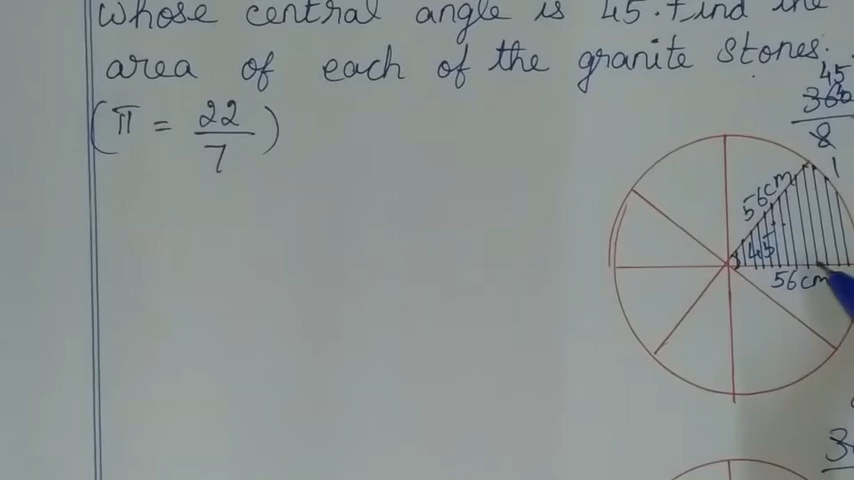 whose central angle is 45. Find the
area of each of the granite stones.
(π = 22/7)
45
360
8
1
56cm
45
56cm